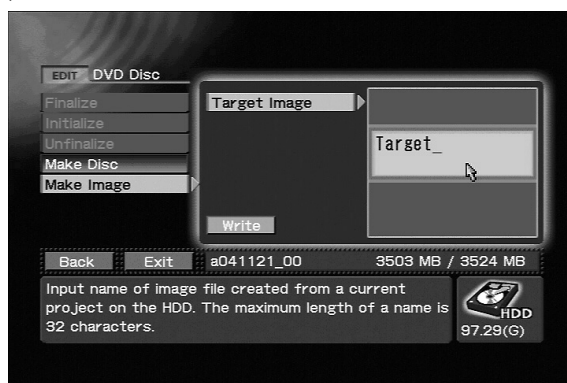 EDIT DVD Disc
Finalize
Initialize
Unfinalize
Make Disc
Make Image
Target Image
Target_
Write
Back Exit a041121_00 3503 MB / 3524 MB
Input name of image
file created from a current
project on the HDD. The maximum length of a name is
32 characters.
HDD
97.29(G)